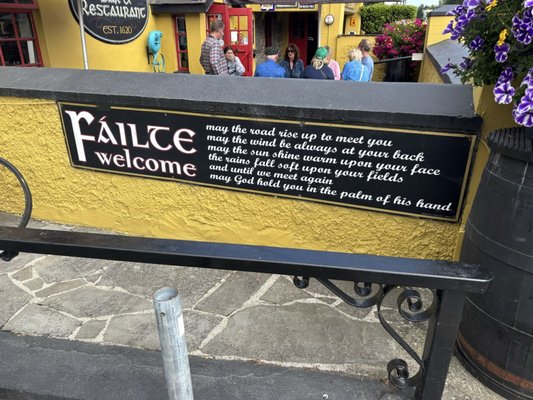 & Restaurant
EST. 1620
FÁILTE
welcome
may the road rise up to meet you
may the wind be always at your back
may the sun shine warm upon your face
the rains fall soft upon your fields
and until we meet again
may God hold you in the palm of his hand